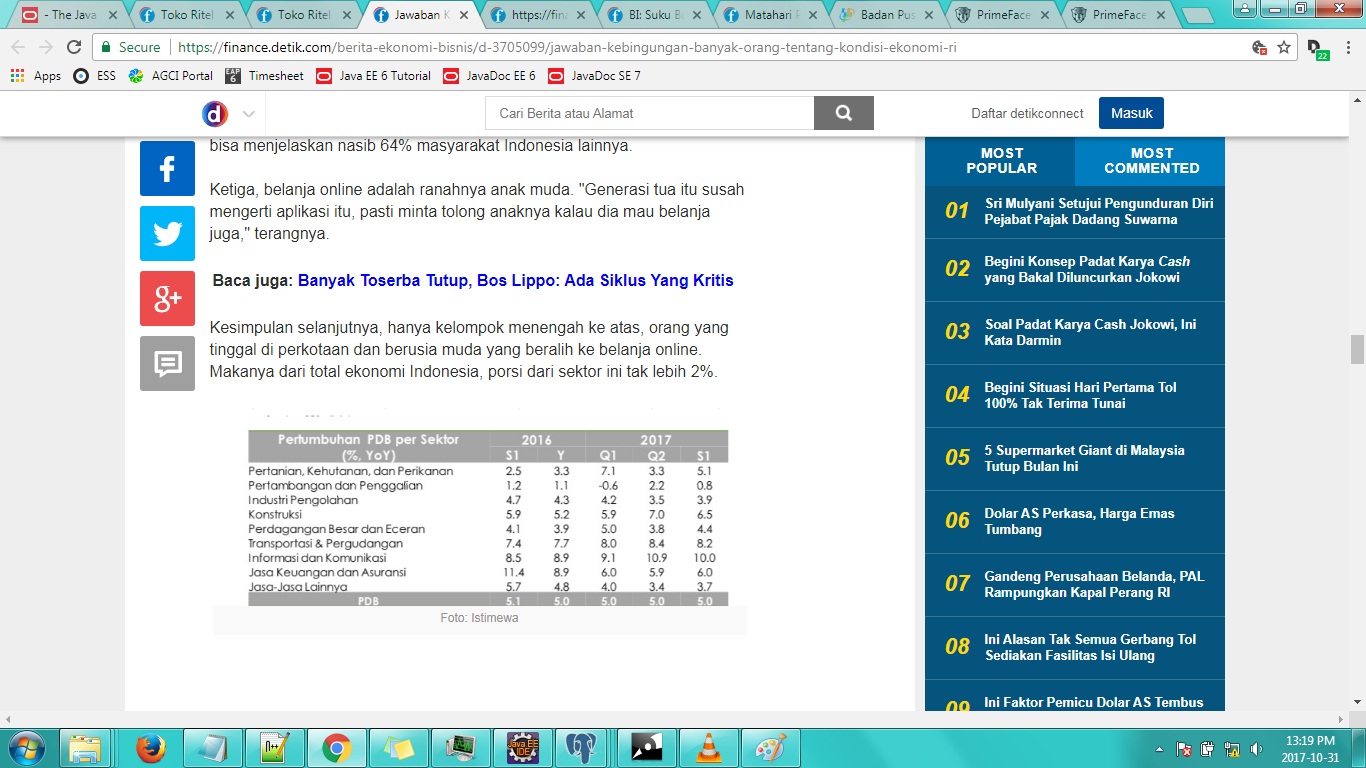 - The Java
Toko Ritel
Toko Ritel
Jawaban K
https://fina
BI: Suku B
Matahari
Badan Pus
PrimeFace
PrimeFace
Secure
https://finance.detik.com/berita-ekonomi-bisnis/d-3705099/jawaban-kebingungan-banyak-orang-tentang-kondisi-ekonomi-ri
22
Apps ESS AGCI Portal EAP 6 Timesheet Java EE 6 Tutorial JavaDoc EE 6 JavaDoc SE 7
d
Cari Berita atau Alamat
Daftar detikconnect
Masuk
f
g+
bisa menjelaskan nasib 64% masyarakat Indonesia lainnya.
Ketiga, belanja online adalah ranahnya anak muda. "Generasi tua itu susah
mengerti aplikasi itu, pasti minta tolong anaknya kalau dia mau belanja
juga," terangnya.
Baca juga: Banyak Toserba Tutup, Bos Lippo: Ada Siklus Yang Kritis
Kesimpulan selanjutnya, hanya kelompok menengah ke atas, orang yang
tinggal di perkotaan dan berusia muda yang beralih ke belanja online.
Makanya dari total ekonomi Indonesia, porsi dari sektor ini tak lebih 2%.
Pertumbuhan PDB per Sektor 2016 2017
(%, YoY) S1 Y Q1 Q2 S1
Pertanian, Kehutanan, dan Perikanan 2.5 3.3 7.1 3.3 5.1
Pertambangan dan Penggalian 1.2 1.1 -0.6 2.2 0.8
Industri Pengolahan 4.7 4.3 4.2 3.5 3.9
Konstruksi 5.9 5.2 5.9 7.0 6.5
Perdagangan Besar dan Eceran 4.1 3.9 5.0 3.8 4.4
Transportasi & Pergudangan 7.4 7.7 8.0 8.4 8.2
Informasi dan Komunikasi 8.5 8.9 9.1 10.9 10.0
Jasa Keuangan dan Asuransi 11.4 8.9 6.0 5.9 6.0
Jasa-Jasa Lainnya 5.7 4.8 4.0 3.4 3.7
PDB 5.1 5.0 5.0 5.0 5.0
Foto: Istimewa
MOST
POPULAR
MOST
COMMENTED
01 Sri Mulyani Setujui Pengunduran Diri
Pejabat Pajak Dadang Suwarna
02 Begini Konsep Padat Karya Cash
yang Bakal Diluncurkan Jokowi
03 Soal Padat Karya Cash Jokowi, Ini
Kata Darmin
04 Begini Situasi Hari Pertama Tol
100% Tak Terima Tunai
05 5 Supermarket Giant di Malaysia
Tutup Bulan Ini
06 Dolar AS Perkasa, Harga Emas
Tumbang
07 Gandeng Perusahaan Belanda, PAL
Rampungkan Kapal Perang RI
08 Ini Alasan Tak Semua Gerbang Tol
Sediakan Fasilitas Isi Ulang
09 Ini Faktor Pemicu Dolar AS Tembus
Java EE
IDE
13:19 PM
2017-10-31